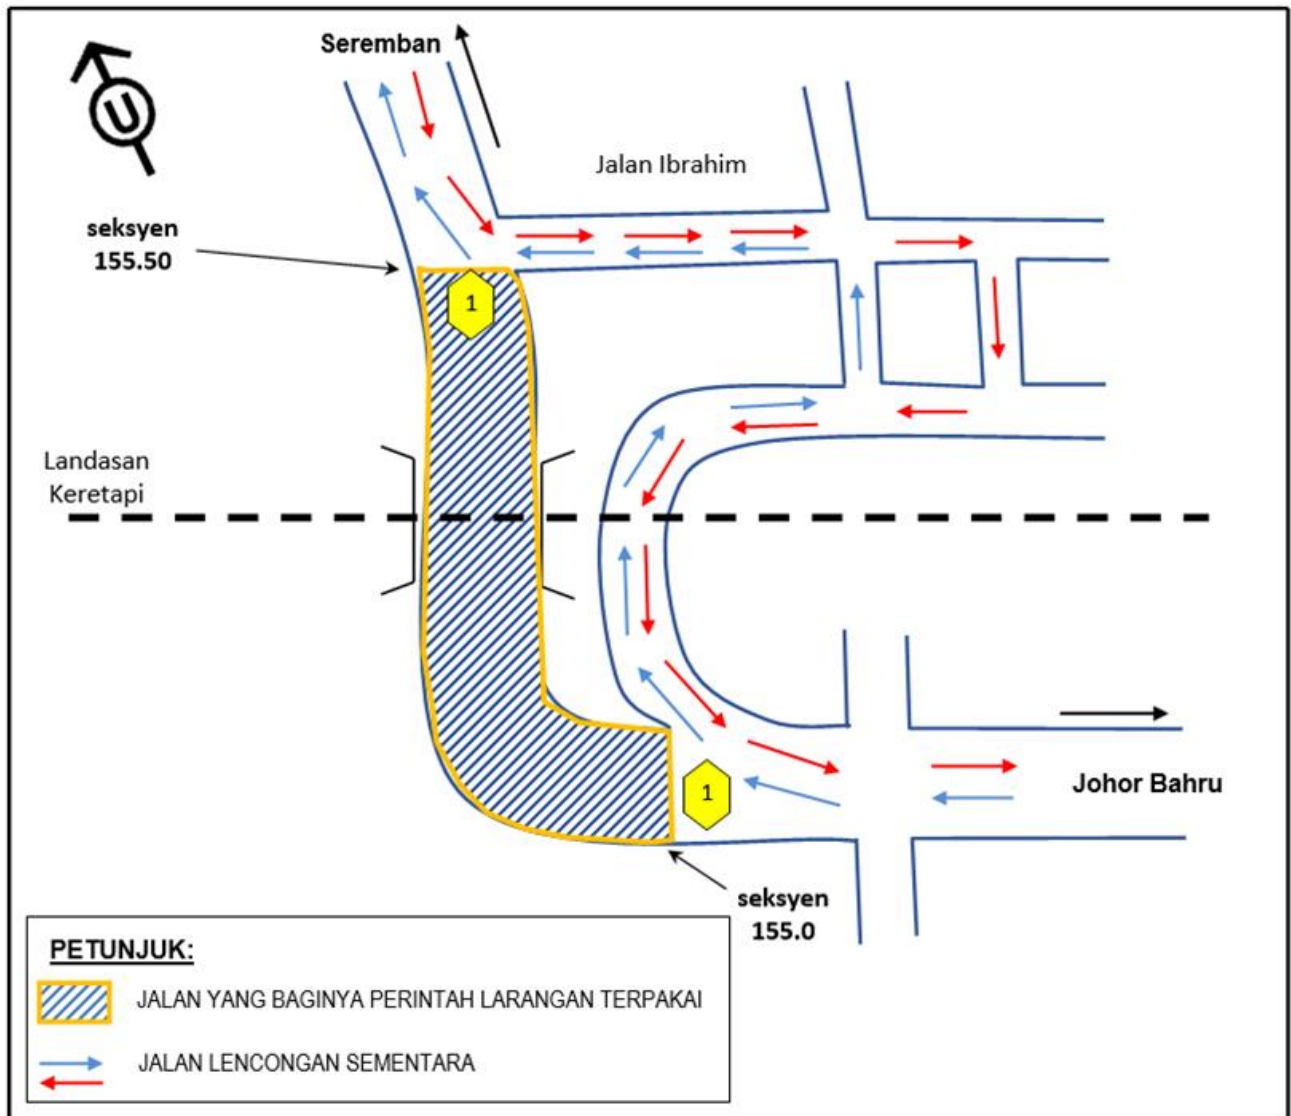 Seremban
U
Jalan Ibrahim
seksyen
155.50
1
Landasan
Keretapi
1
Johor Bahru
seksyen
155.0
PETUNJUK:
JALAN YANG BAGINYA PERINTAH LARANGAN TERPAKAI
JALAN LENCONGAN SEMENTARA